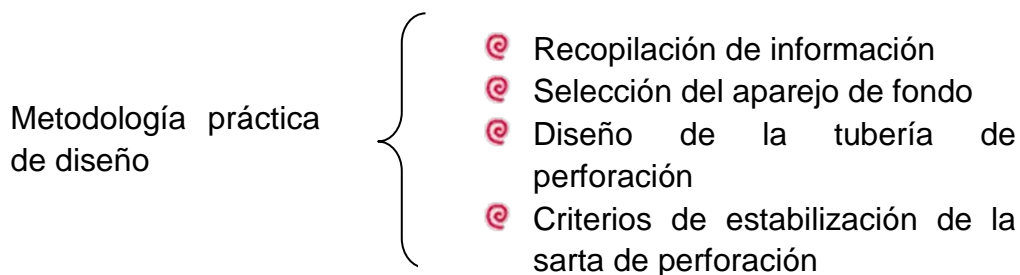 Metodología práctica
de diseño
Recopilación de información
Selección del aparejo de fondo
Diseño de la tubería de
perforación
Criterios de estabilización de la
sarta de perforación